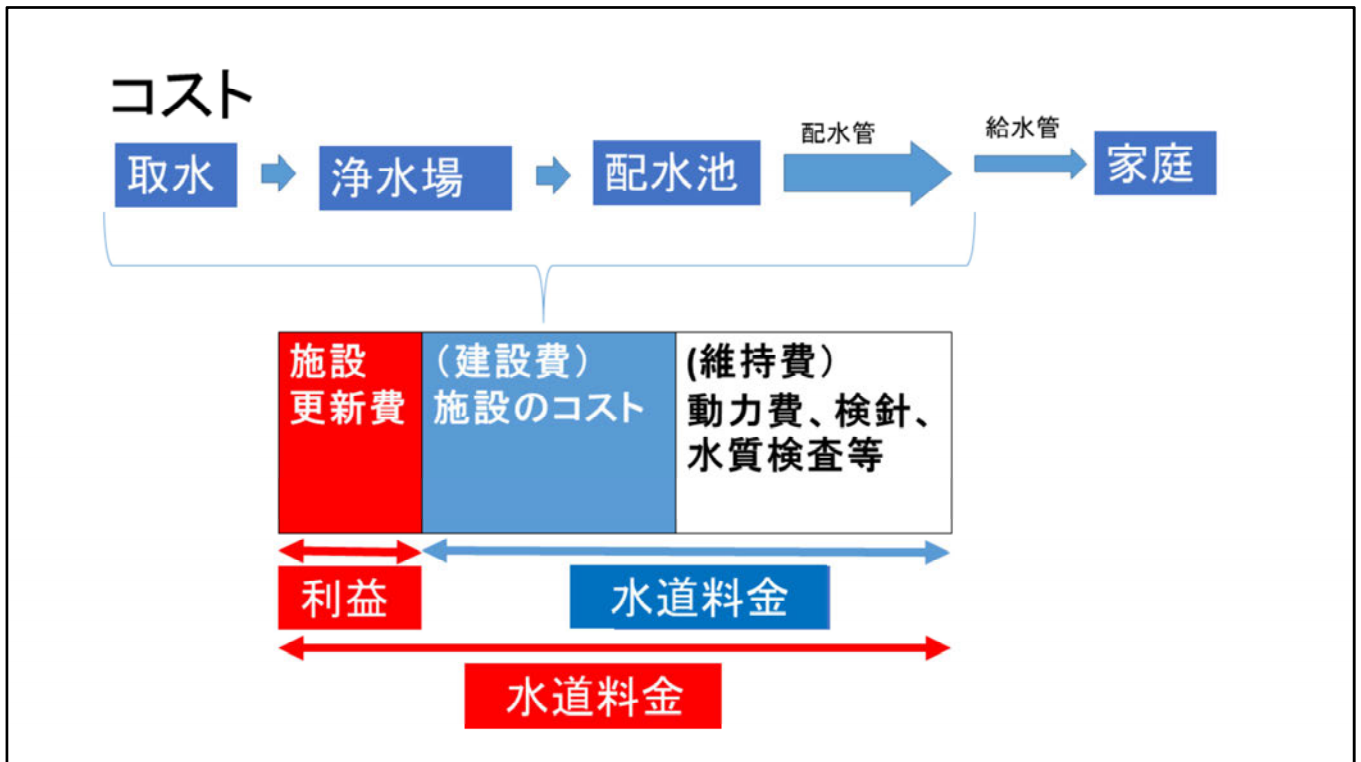 コスト
取水
浄水場
配水池
配水管
給水管
家庭
施設
更新費
（建設費）
施設のコスト
(維持費）
動力費、検針、
水質検査等
利益
水道料金
水道料金